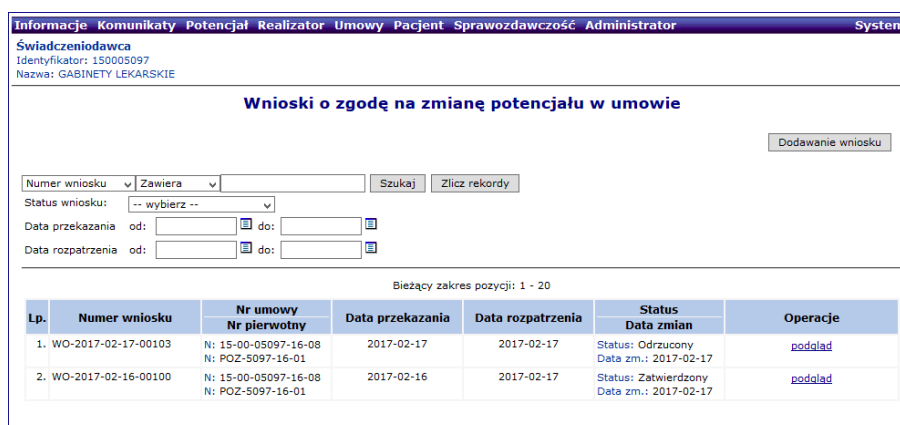 Informacje Komunikaty Potencjał Realizator Umowy Pacjent Sprawozdawczość Administrator System
Świadczeniodawca
Identyfikator: 150005097
Nazwa: GABINETY LEKARSKIE
Wnioski o zgodę na zmianę potencjału w umowie
Dodawanie wniosku
Numer wniosku Zawiera Szukaj Zlicz rekordy
Status wniosku: -- wybierz --
Data przekazania od: do:
Data rozpatrzenia od: do:
Bieżący zakres pozycji: 1 - 20
Lp. Numer wniosku Nr umowy Data przekazania Data rozpatrzenia Status Operacje
Nr pierwotny Data zmian
1. WO-2017-02-17-00103 N: 15-00-05097-16-08 2017-02-17 2017-02-17 Status: Odrzucony podgląd
N: POZ-5097-16-01 Data zm.: 2017-02-17
2. WO-2017-02-16-00100 N: 15-00-05097-16-08 2017-02-16 2017-02-17 Status: Zatwierdzony podgląd
N: POZ-5097-16-01 Data zm.: 2017-02-17